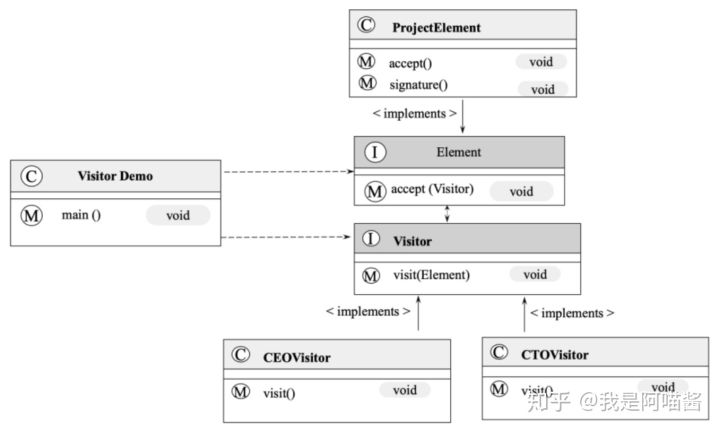 C ProjectElement
M accept() void
M signature() void
< implements >
I Element
M accept (Visitor) void
C Visitor Demo
M main () void
I Visitor
M visit(Element) void
< implements >
< implements >
C CEOVisitor
M visit() void
C CTOVisitor
M visit() void
知乎 @我是阿喵酱